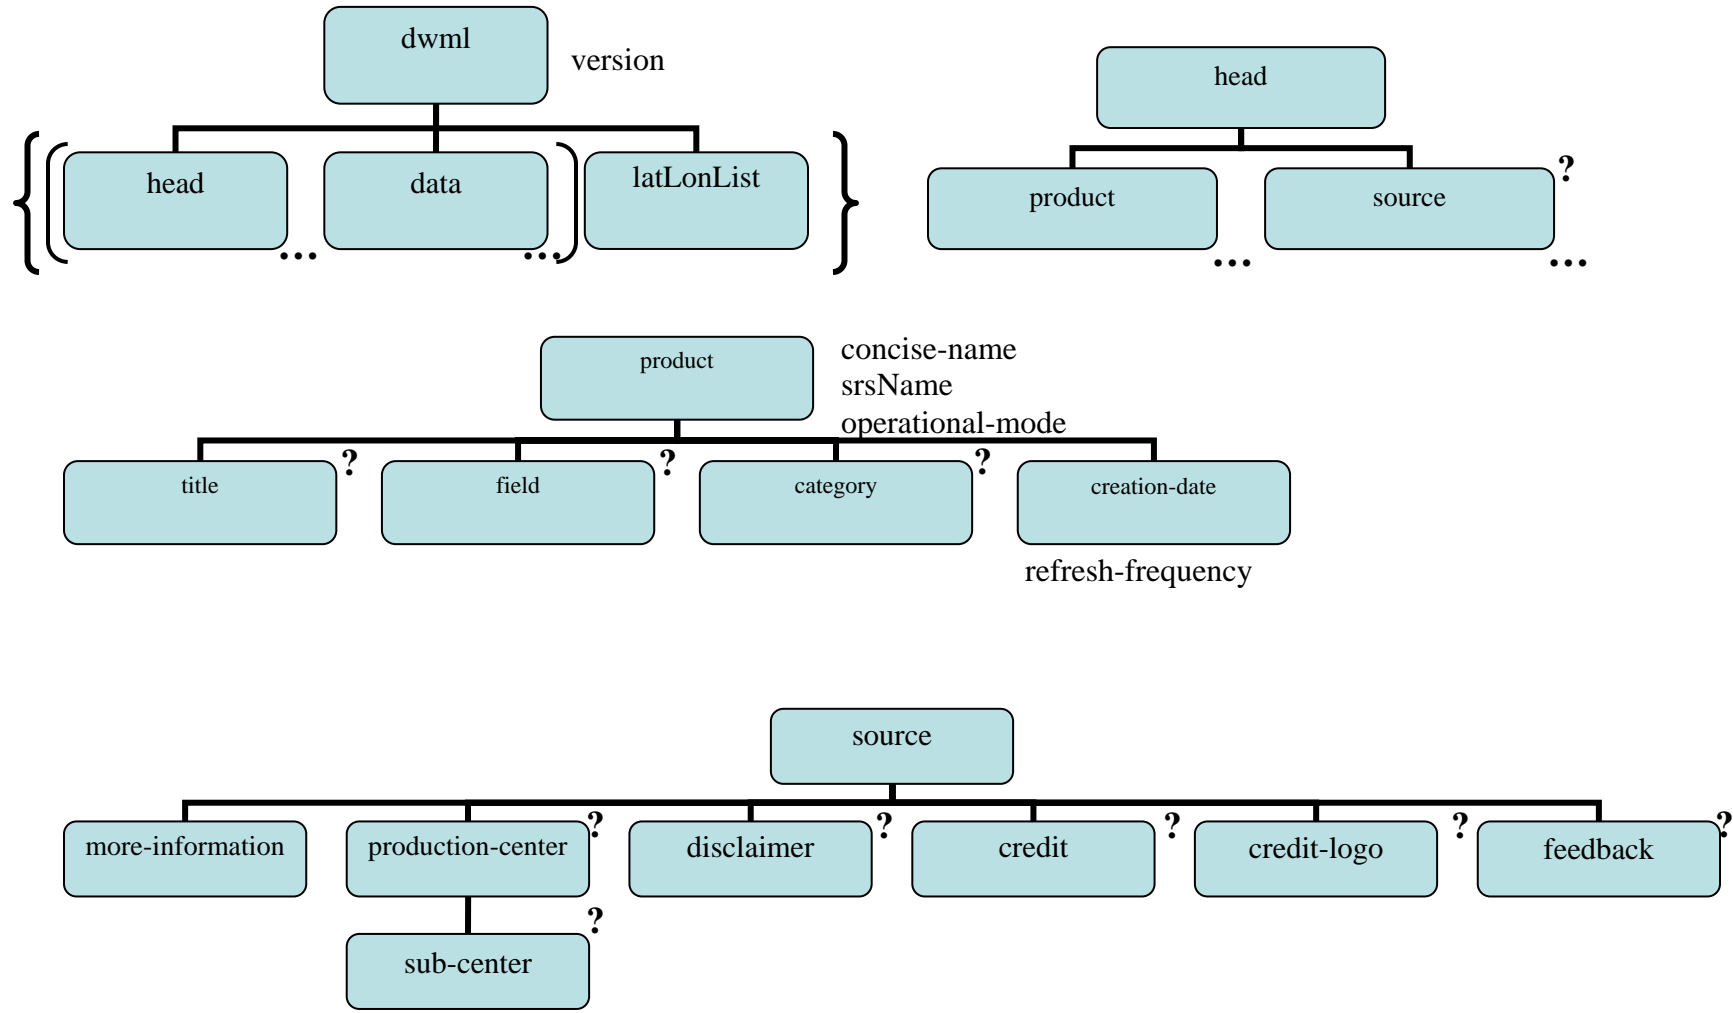 dwml
version
head
head
data
latLonList
?
product
source
...
...
...
...
product
concise-name
srsName
operational-mode
?
?
?
title
field
category
creation-date
refresh-frequency
source
?
?
?
?
?
more-information
production-center
disclaimer
credit
credit-logo
feedback
?
sub-center